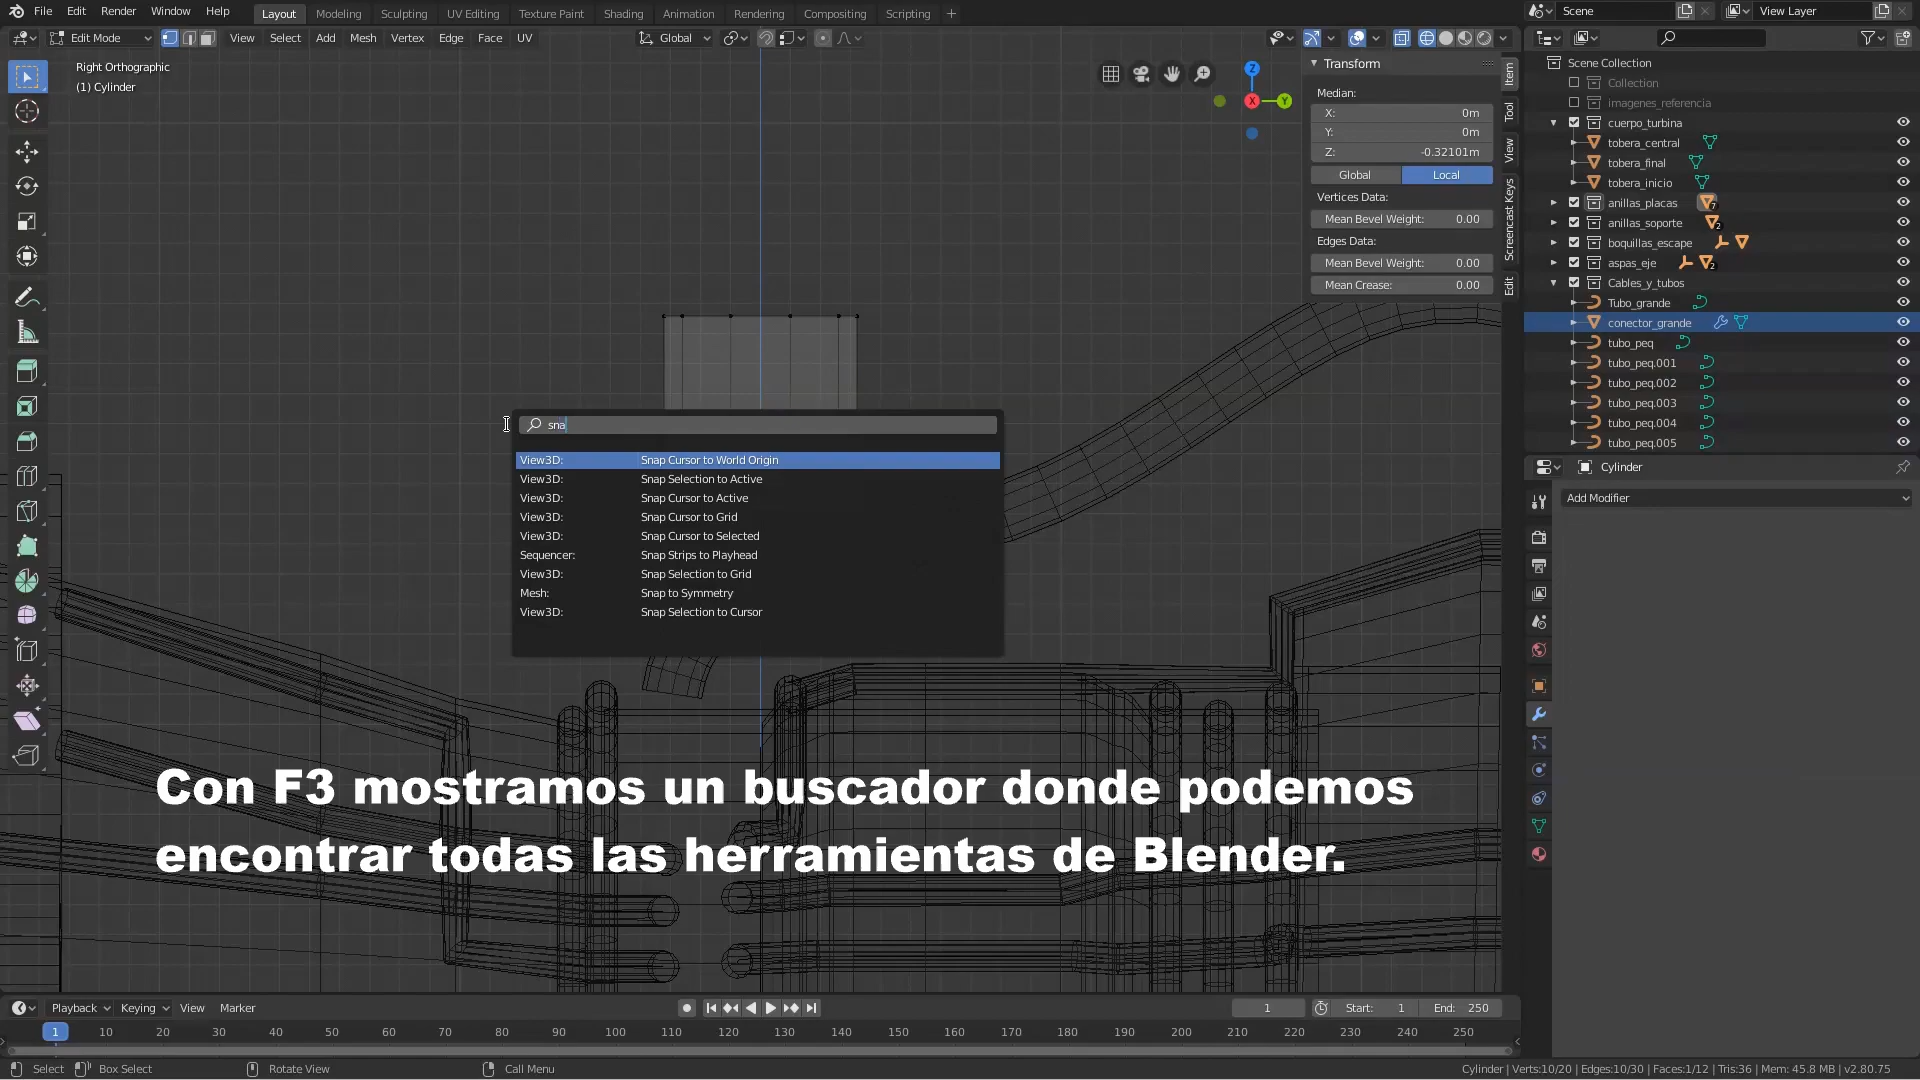 File Edit Render Window Help Layout Modeling Sculpting UV Editing Texture Paint Shading Animation Rendering Compositing Scripting + Scene View Layer
Edit Mode View Select Add Mesh Vertex Edge Face UV Global
Right Orthographic
(1) Cylinder
Z
X
Y
Transform
Median:
X: 0m
Y: 0m
Z: -0.32101m
Global Local
Vertices Data:
Mean Bevel Weight: 0.00
Edges Data:
Mean Bevel Weight: 0.00
Mean Crease: 0.00
Item
Tool
View
Screencast Keys
Edit
Scene Collection
Collection
imagenes_referencia
cuerpo_turbina
tobera_central
tobera_final
tobera_inicio
anillas_placas 7
anillas_soporte 2
boquillas_escape
aspas_eje 2
Cables_y_tubos
Tubo_grande
conector_grande
tubo_peq
tubo_peq.001
tubo_peq.002
tubo_peq.003
tubo_peq.004
tubo_peq.005
Cylinder
Add Modifier
sna
View3D: Snap Cursor to World Origin
View3D: Snap Selection to Active
View3D: Snap Cursor to Active
View3D: Snap Cursor to Grid
View3D: Snap Cursor to Selected
Sequencer: Snap Strips to Playhead
View3D: Snap Selection to Grid
Mesh: Snap to Symmetry
View3D: Snap Selection to Cursor
Con F3 mostramos un buscador donde podemos
encontrar todas las herramientas de Blender.
Playback Keying View Marker 1 Start: 1 End: 250
1 10 20 30 40 50 60 70 80 90 100 110 120 130 140 150 160 170 180 190 200 210 220 230 240 250
Select Box Select Rotate View Call Menu Cylinder | Verts:10/20 | Edges:10/30 | Faces:1/12 | Tris:36 | Mem: 45.8 MB | v2.80.75